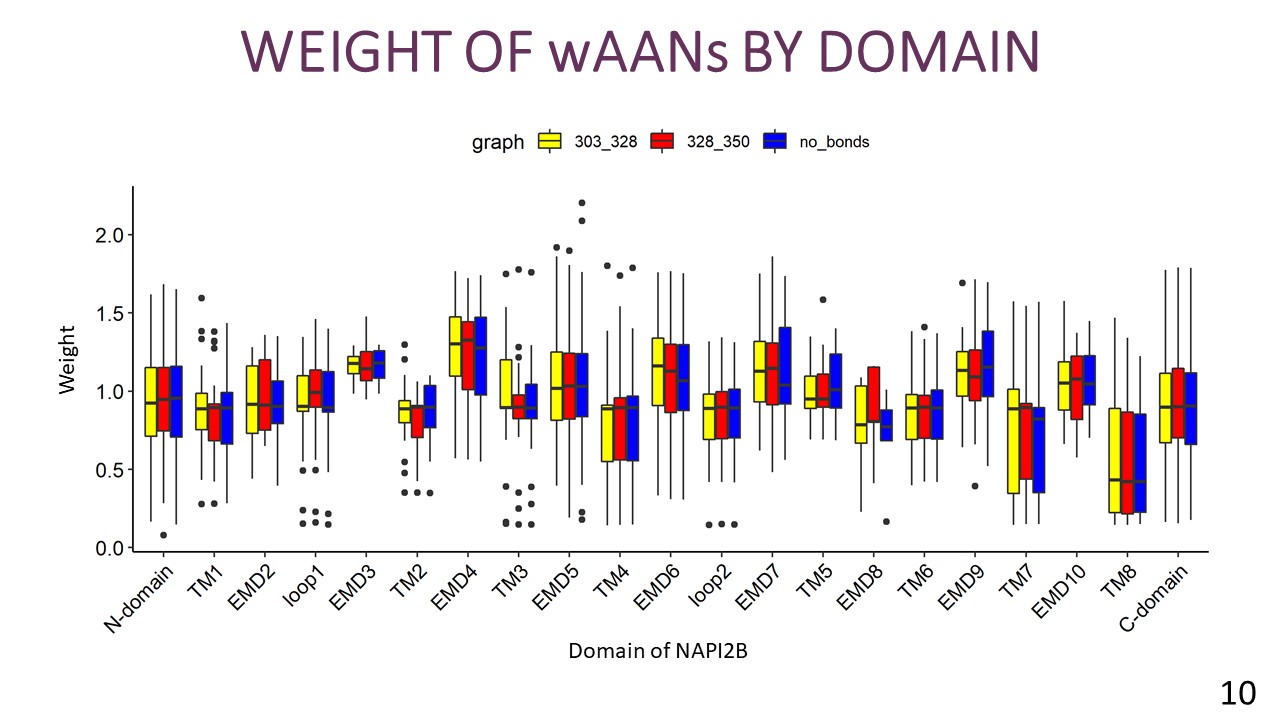 WEIGHT OF wAANs BY DOMAIN
graph 303_328 328_350 no_bonds
Weight
2.0
1.5
1.0
0.5
0.0
N-domain TM1 EMD2 loop1 EMD3 TM2 EMD4 TM3 EMD5 TM4 EMD6 loop2 EMD7 TM5 EMD8 TM6 EMD9 TM7 EMD10 TM8 C-domain
Domain of NAPI2B
10